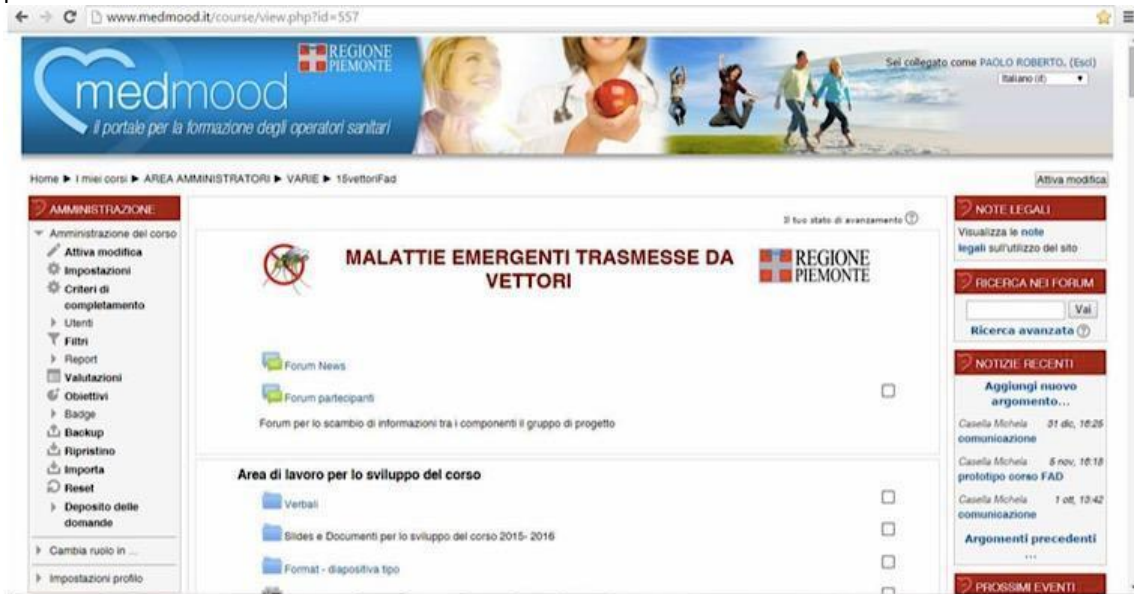 www.medmood.it/course/view.php?id=557
REGIONE
PIEMONTE
medmood
il portale per la formazione degli operatori sanitari
Sei collegato come PAOLO ROBERTO. (Esci)
Italiano (it)
Home ► I miei corsi ► AREA AMMINISTRATORI ► VARIE ► 15vettoriFad
Attiva modifica
AMMINISTRAZIONE
Amministrazione del corso
Attiva modifica
Impostazioni
Criteri di
completamento
Utenti
Filtri
Report
Valutazioni
Obiettivi
Badge
Backup
Ripristino
Importa
Reset
Deposito delle
domande
Cambia ruolo in ...
Impostazioni profilo
Il tuo stato di avanzamento
MALATTIE EMERGENTI TRASMESSE DA
VETTORI
REGIONE
PIEMONTE
Forum News
Forum partecipanti
Forum per lo scambio di informazioni tra i componenti il gruppo di progetto
Area di lavoro per lo sviluppo del corso
Verbali
Slides e Documenti per lo sviluppo del corso 2015- 2016
Format - diapositiva tipo
NOTE LEGALI
Visualizza le note
legali sull'utilizzo del sito
RICERCA NEI FORUM
Vai
Ricerca avanzata
NOTIZIE RECENTI
Aggiungi nuovo
argomento...
Casella Michela 31 dic, 16:25
comunicazione
Casella Michela 5 nov, 16:18
prototipo corso FAD
Casella Michela 1 ott, 13:42
comunicazione
Argomenti precedenti
...
PROSSIMI EVENTI